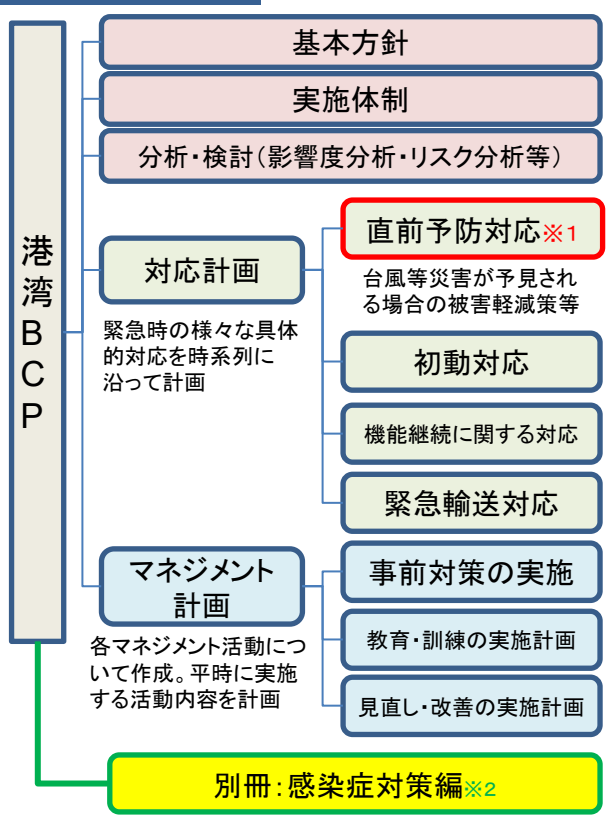 港湾BCP
基本方針
実施体制
分析・検討(影響度分析・リスク分析等)
対応計画
緊急時の様々な具体
的対応を時系列に
沿って計画
直前予防対応※1
台風等災害が予見され
る場合の被害軽減策等
初動対応
機能継続に関する対応
緊急輸送対応
マネジメント
計画
各マネジメント活動につ
いて作成。平時に実施
する活動内容を計画
事前対策の実施
教育・訓練の実施計画
見直し・改善の実施計画
別冊:感染症対策編※2